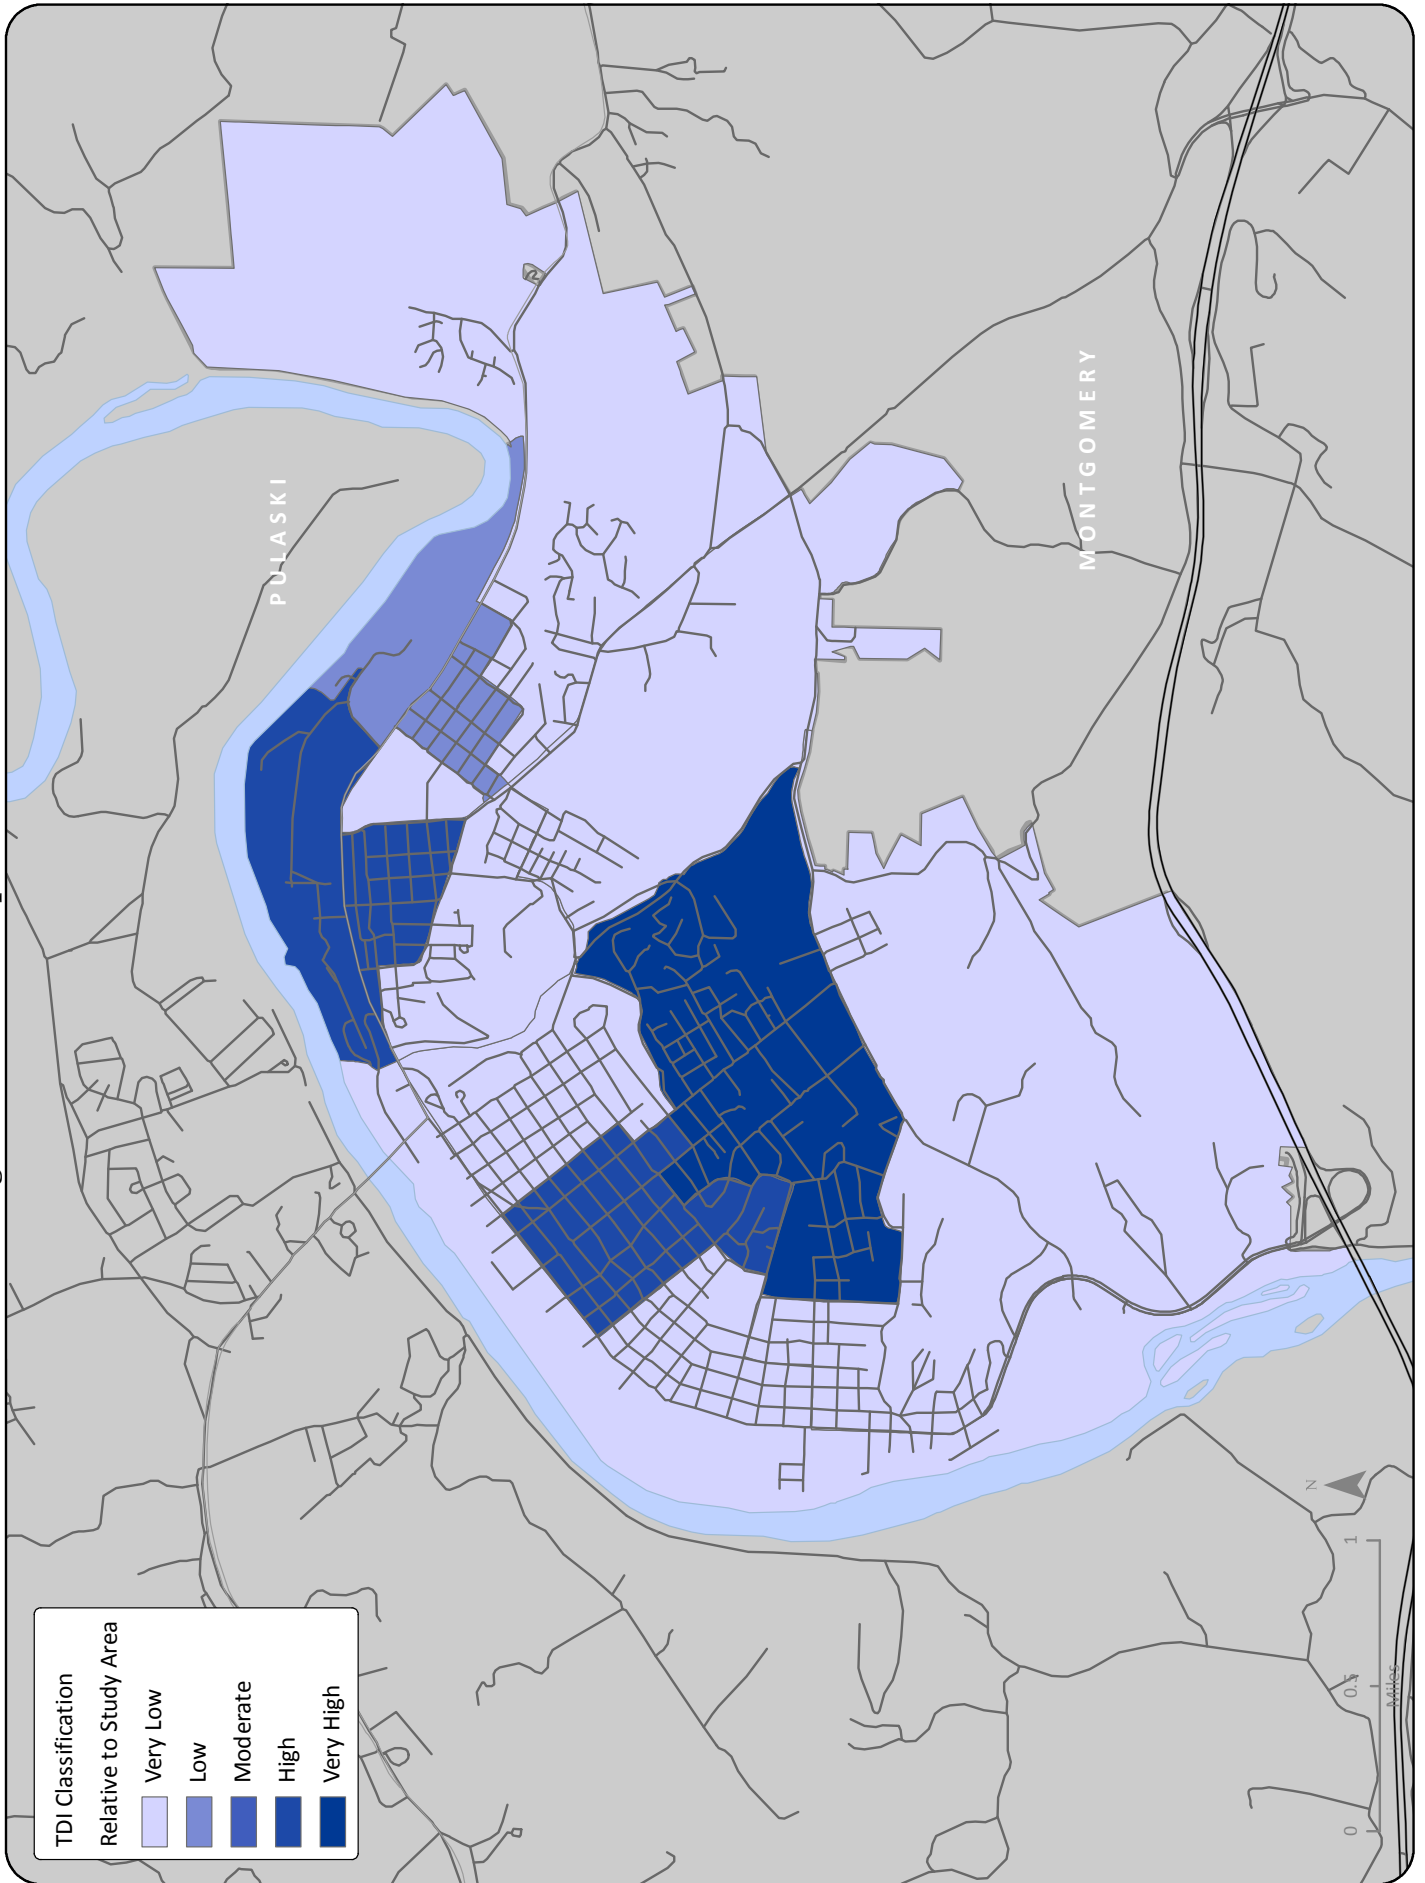 PULASKI
MONTGOMERY
TDI Classification
Relative to Study Area
Very Low
Low
Moderate
High
Very High
N
0 0.5 1
Miles